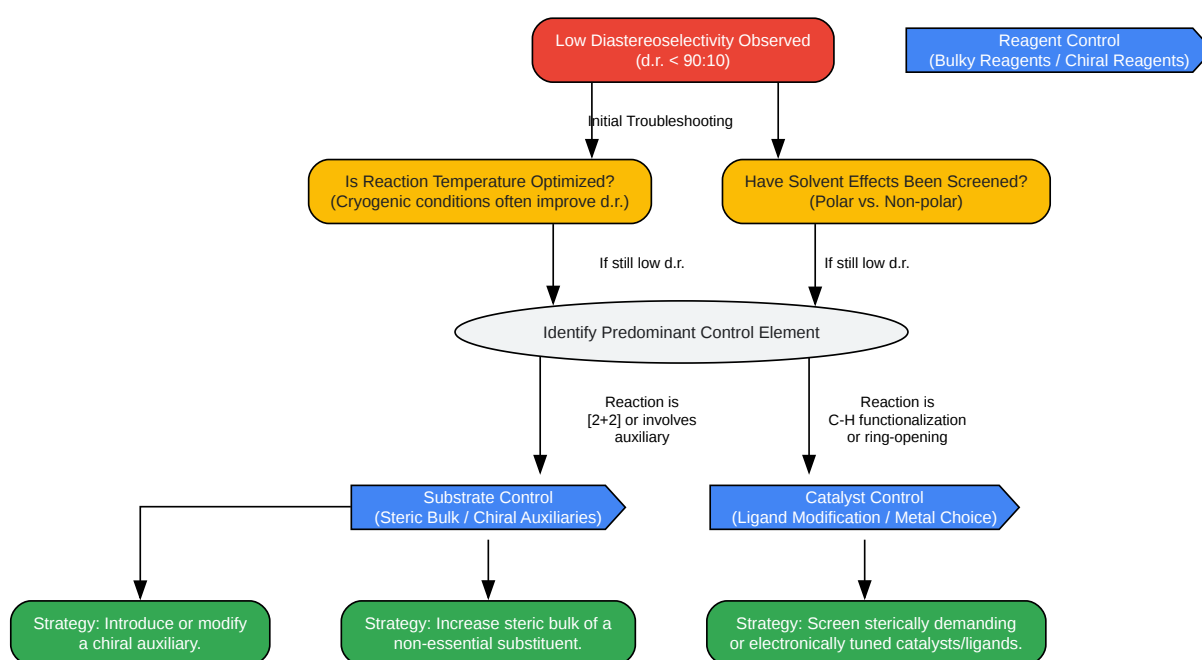 Low Diastereoselectivity Observed
(d.r. < 90:10)
Reagent Control
(Bulky Reagents / Chiral Reagents)
Initial Troubleshooting
Is Reaction Temperature Optimized?
(Cryogenic conditions often improve d.r.)
Have Solvent Effects Been Screened?
(Polar vs. Non-polar)
If still low d.r.
If still low d.r.
Identify Predominant Control Element
Reaction is
[2+2] or involves
auxiliary
Reaction is
C-H functionalization
or ring-opening
Substrate Control
(Steric Bulk / Chiral Auxiliaries)
Catalyst Control
(Ligand Modification / Metal Choice)
Strategy: Introduce or modify
a chiral auxiliary.
Strategy: Increase steric bulk of a
non-essential substituent.
Strategy: Screen sterically demanding
or electronically tuned catalysts/ligands.